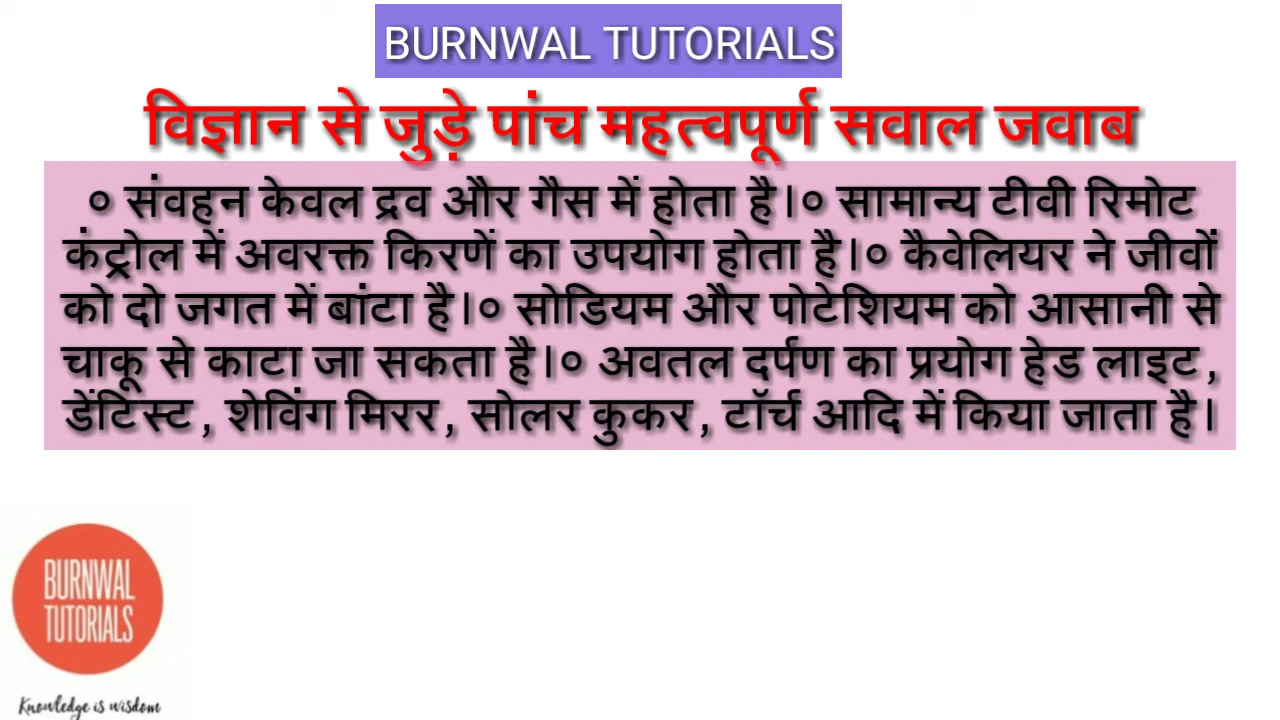 BURNWAL TUTORIALS
विज्ञान से जुड़े पांच महत्वपूर्ण सवाल जवाब
० संवहन केवल द्रव और गैस में होता है।० सामान्य टीवी रिमोट
कंट्रोल में अवरक्त किरणें का उपयोग होता है।० कैवेलियर ने जीवों
को दो जगत में बांटा है।० सोडियम और पोटेशियम को आसानी से
चाकू से काटा जा सकता है।० अवतल दर्पण का प्रयोग हेड लाइट,
डेंटिस्ट, शेविंग मिरर, सोलर कुकर, टॉर्च आदि में किया जाता है।
BURNWAL
TUTORIALS
Knowledge is wisdom